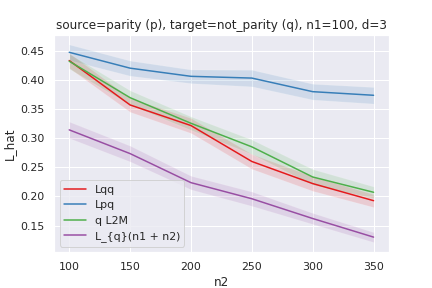 source=parity (p), target=not_parity (q), n1=100, d=3
L_hat
0.45
0.40
0.35
0.30
0.25
0.20
0.15
Lqq
Lpq
q L2M
L_{q}(n1 + n2)
100 150 200 250 300 350
n2